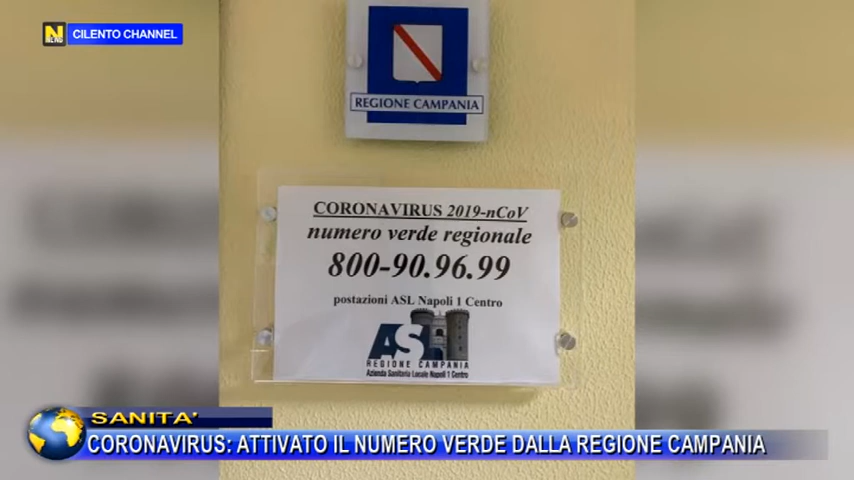 CILENTO CHANNEL
REGIONE CAMPANIA
CORONAVIRUS 2019-nCoV
numero verde regionale
800-90.96.99
postazioni ASL Napoli 1 Centro
ASL
REGIONE CAMPANIA
Azienda Sanitaria Locale Napoli 1 Centro
SANITA'
CORONAVIRUS: ATTIVATO IL NUMERO VERDE DALLA REGIONE CAMPANIA